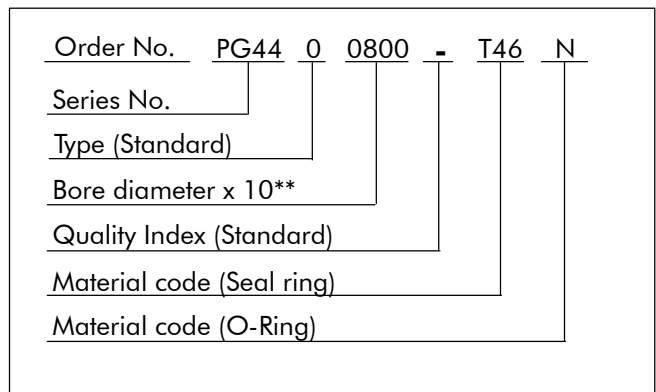 Order No. PG44 0 0800 - T46 N
Series No.
Type (Standard)
Bore diameter x 10**
Quality Index (Standard)
Material code (Seal ring)
Material code (O-Ring)